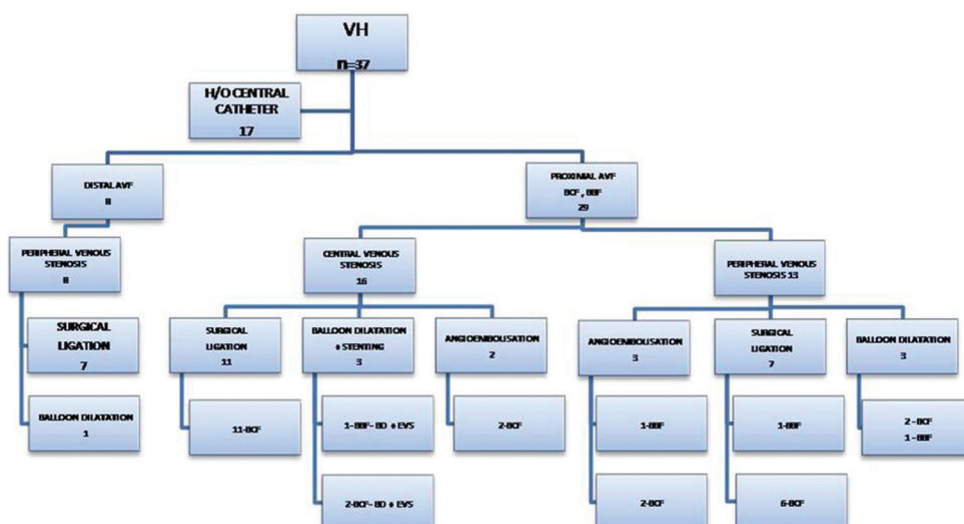 VH
n=37
H/O CENTRAL
CATHETER
17
DISTAL AVF
8
PROXIMIAL AVF
BCF , BBF
29
PERIPHERAL VENOUS
STENOSIS
8
CENTRAL VENOUS
STENOSIS
16
PERIPHERAL VENOUS
STENOSIS 13
SURGICAL
LIGATION
7
SURGICAL
LIGATION
11
BALLOON DILATATION
+ STENTING
3
ANGIOEMBOLISATION
2
ANGIOEMBOLISATION
3
SURGICAL
LIGATION
7
BALLOON DILATATION
3
BALLOON DILATATION
1
11-BCF
1-BBF- BD + EVS
2-BCF
1-BBF
1-BBF
2 - BCF
1 - BBF
2-BCF- BD + EVS
2-BCF
6-BCF